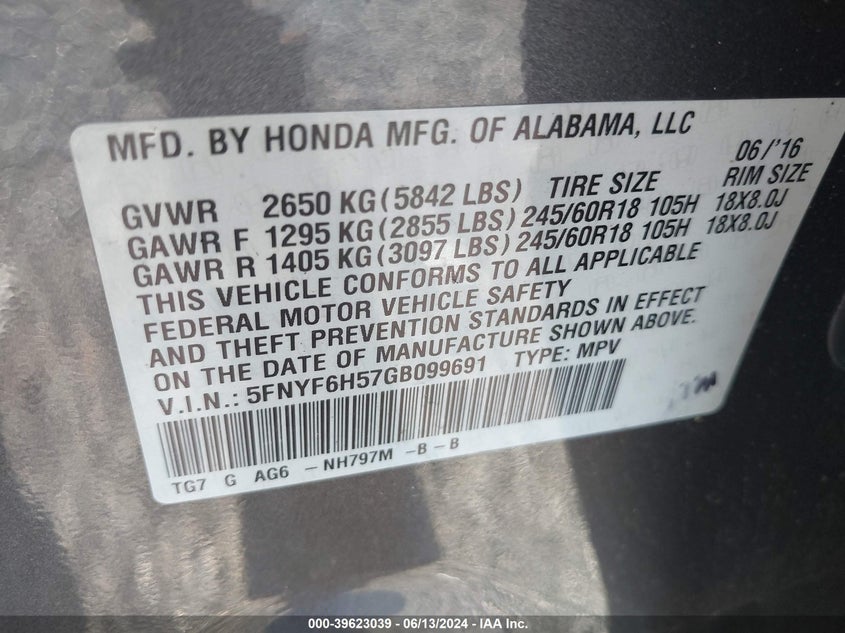 MFD. BY HONDA MFG. OF ALABAMA, LLC
06/'16
GVWR 2650 KG (5842 LBS) TIRE SIZE RIM SIZE
GAWR F 1295 KG (2855 LBS) 245/60R18 105H 18X8.0J
GAWR R 1405 KG (3097 LBS) 245/60R18 105H 18X8.0J
THIS VEHICLE CONFORMS TO ALL APPLICABLE
FEDERAL MOTOR VEHICLE SAFETY
AND THEFT PREVENTION STANDARDS IN EFFECT
ON THE DATE OF MANUFACTURE SHOWN ABOVE.
V.I.N.: 5FNYF6H57GB099691 TYPE: MPV
TG7 G AG6 - NH797M -B-B
000-39623039 - 06/13/2024 - IAA Inc.